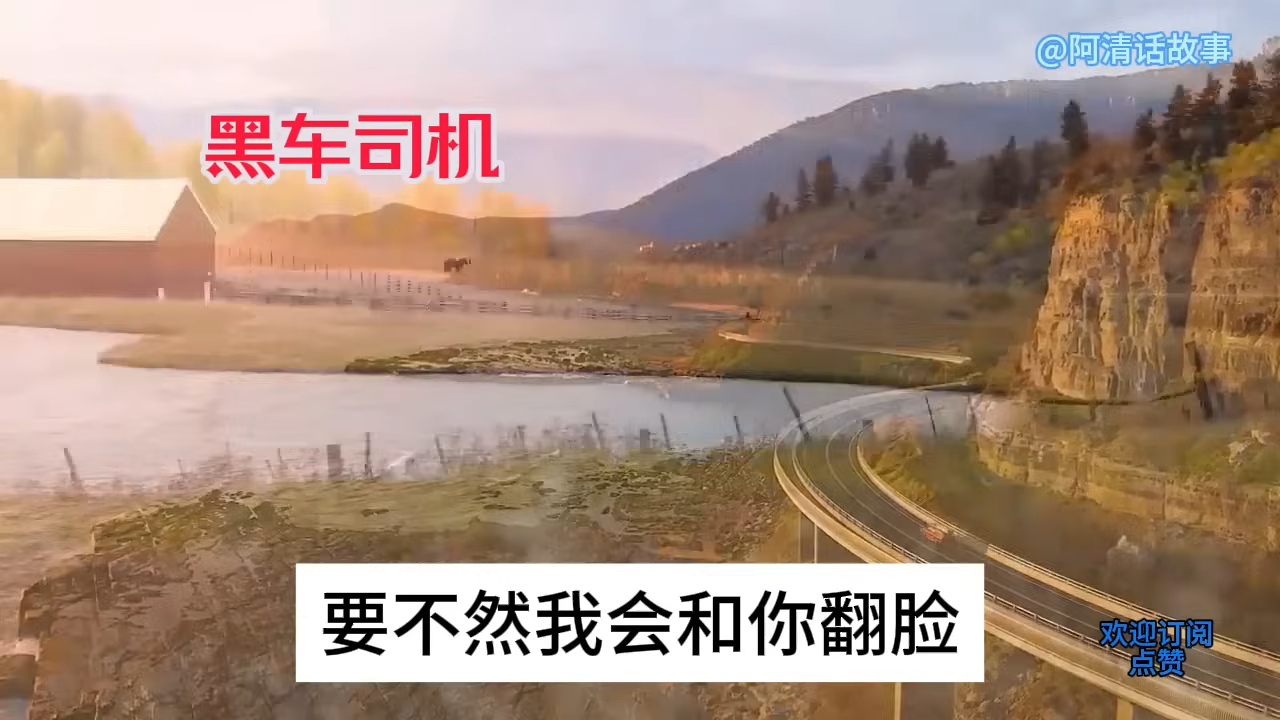 @阿清话故事
黑车司机
要不然我会和你翻脸
欢迎订阅
点赞